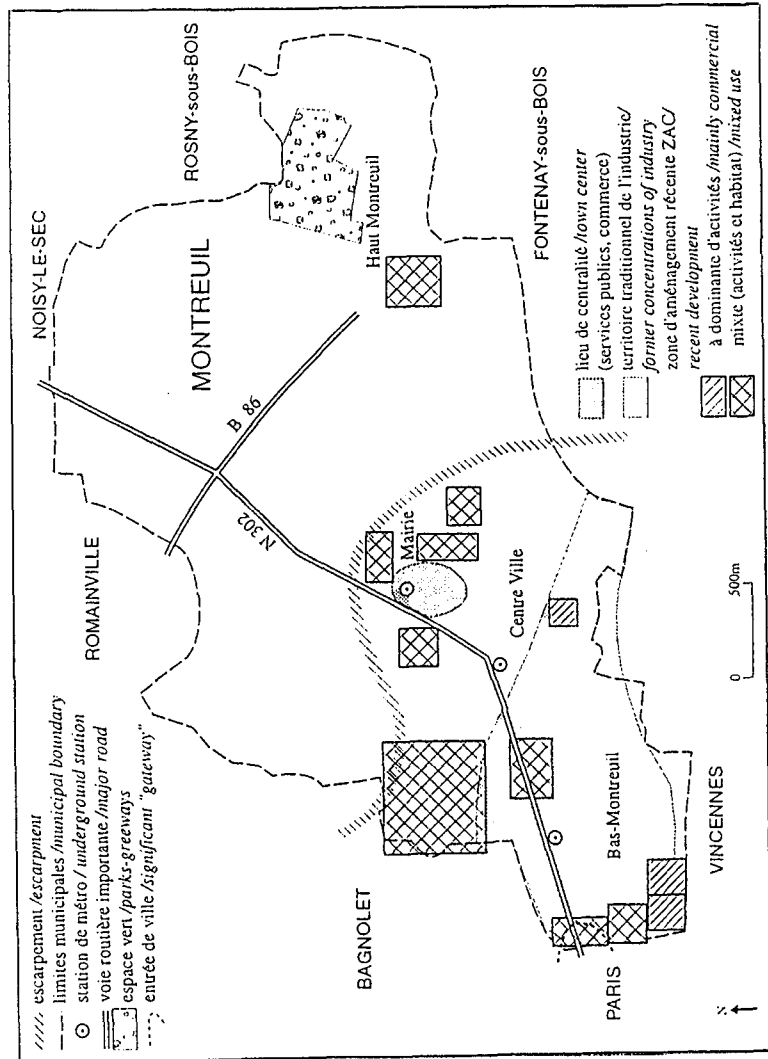 escarpement /escarpment
limites municipales /municipal boundary
station de métro / underground station
voie routière importante /major road
espace vert /parks-greeways
entrée de ville /significant "gateway"
NOISY-LE-SEC
ROMAINVILLE
ROSNY-sous-BOIS
MONTREUIL
B 86
N 302
Haut Montreuil
BAGNOLET
Mairie
Centre Ville
FONTENAY-sous-BOIS
Bas-Montreuil
PARIS
VINCENNES
0 500m
N
lieu de centralité /town center
(services publics, commerce)
territoire traditionnel de l'industrie/
former concentrations of industry
zone d'aménagement récente ZAC/
recent development
à dominante d'activités /mainly commercial
mixte (activités et habitat) /mixed use